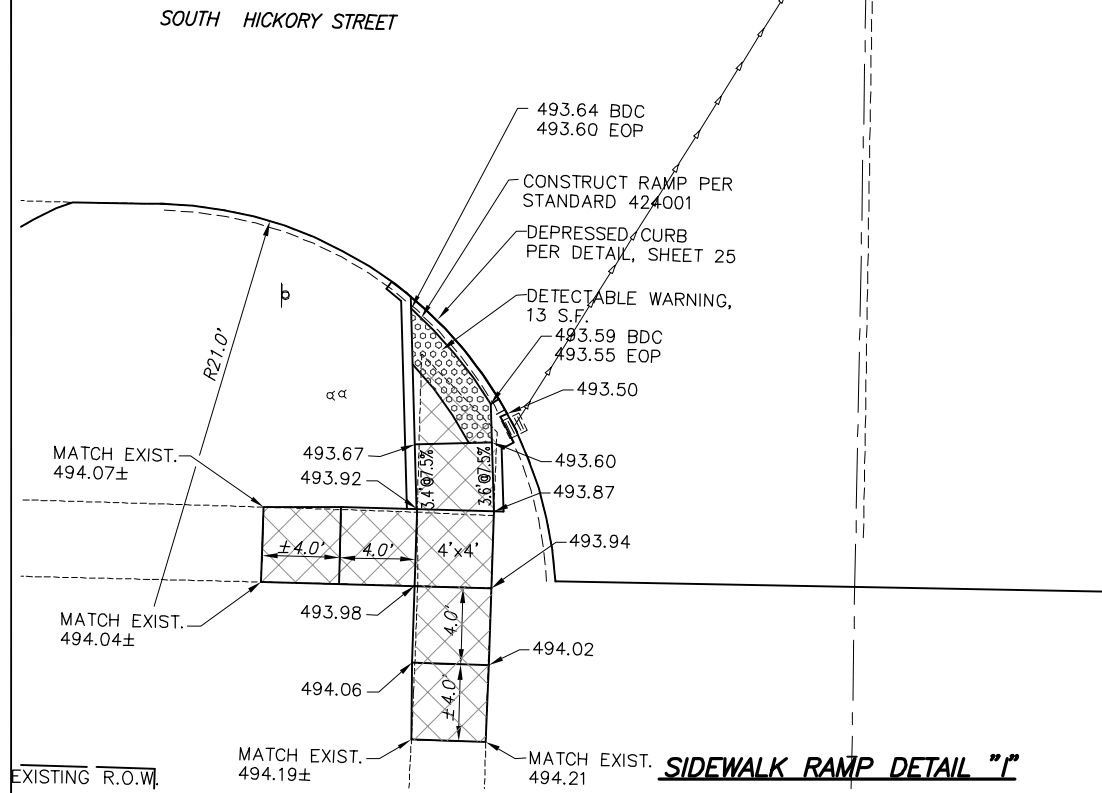 SOUTH HICKORY STREET
493.64 BDC
493.60 EOP
CONSTRUCT RAMP PER
STANDARD 424001
DEPRESSED CURB
PER DETAIL, SHEET 25
DETECTABLE WARNING,
13 S.F.
493.59 BDC
493.55 EOP
493.50
R21.0'
MATCH EXIST.
494.07±
493.67
493.92
3.4'@7.5%
3.6'@7.5%
493.60
493.87
±4.0'
4.0'
4'x4'
493.94
MATCH EXIST.
494.04±
493.98
4.0'
494.02
494.06
±4.0'
MATCH EXIST.
494.19±
MATCH EXIST.
494.21
SIDEWALK RAMP DETAIL "I"
EXISTING R.O.W.